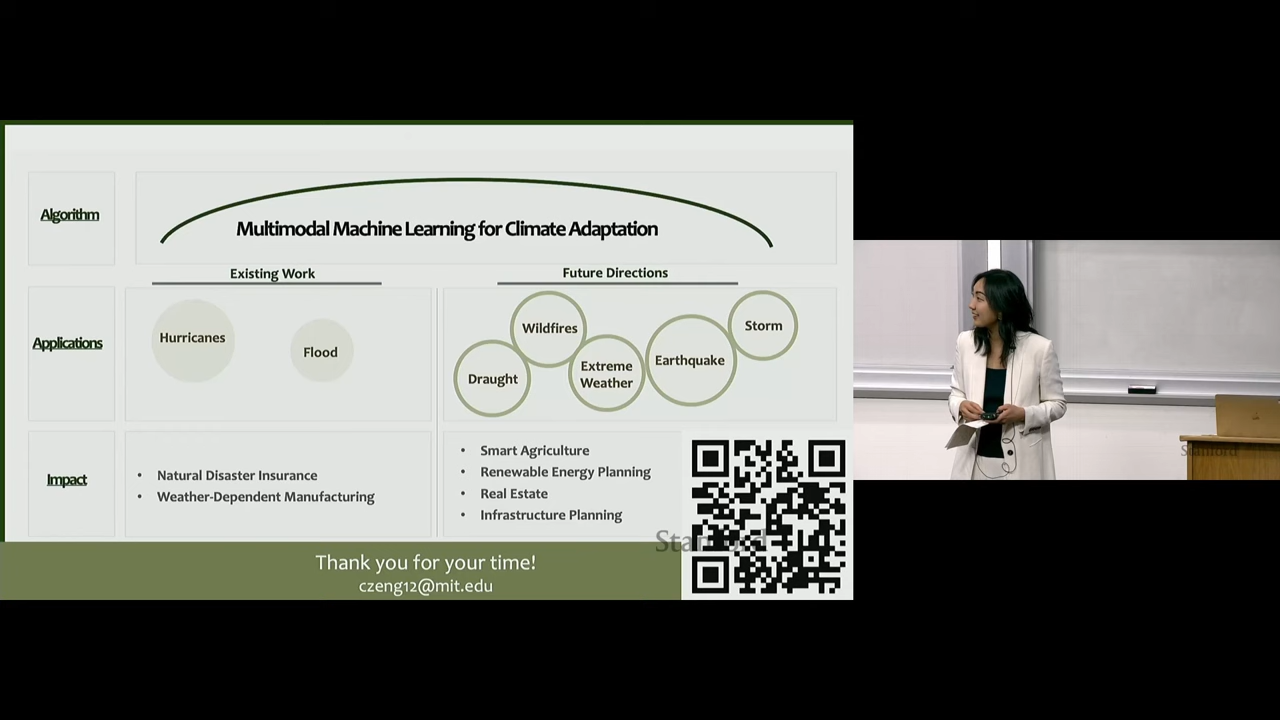 Algorithm
Multimodal Machine Learning for Climate Adaptation
Existing Work
Future Directions
Applications
Hurricanes
Flood
Draught
Wildfires
Extreme
Weather
Earthquake
Storm
Impact
• Natural Disaster Insurance
• Weather-Dependent Manufacturing
• Smart Agriculture
• Renewable Energy Planning
• Real Estate
• Infrastructure Planning
Thank you for your time!
czeng12@mit.edu
Stanford
Stanford